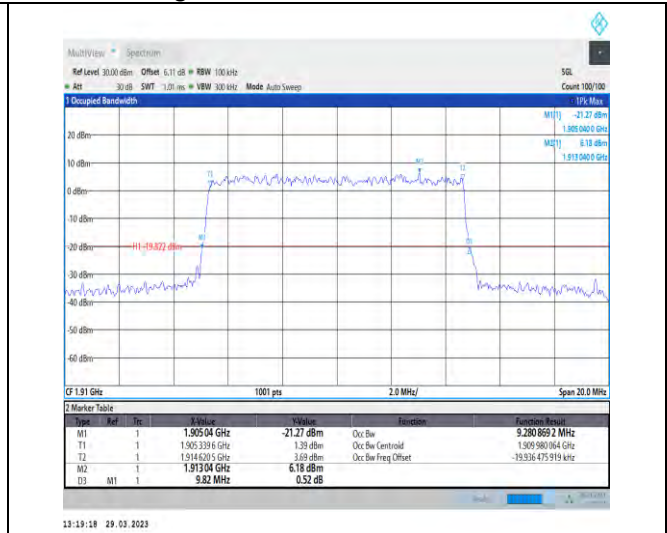 MultiView Spectrum
Ref Level 30.00 dBm Offset 6.11 dB RBW 100 kHz SGL
Att 30 dB SWT 1.01 ms VBW 300 kHz Mode Auto Sweep Count 100/100
1 Occupied Bandwidth 1Pk Max
M1[1] -21.27 dBm
1.905 040 0 GHz
M2[1] 6.18 dBm
1.913 040 0 GHz
20 dBm
10 dBm
T1 M2 T2
0 dBm
-10 dBm
M1
-20 dBm H1 -19.822 dBm
-30 dBm
-40 dBm
-50 dBm
-60 dBm
CF 1.91 GHz 1001 pts 2.0 MHz/ Span 20.0 MHz
2 Marker Table
Type Ref Trc X-Value Y-Value Function Function Result
M1 1 1.90504 GHz -21.27 dBm Occ Bw 9.280 869 2 MHz
T1 1 1.905 339 6 GHz 1.39 dBm Occ Bw Centroid 1.909 980 064 GHz
T2 1 1.914 620 5 GHz 3.69 dBm Occ Bw Freq Offset -19.936 475 919 kHz
M2 1 1.91304 GHz 6.18 dBm
D3 M1 1 9.82 MHz 0.52 dB
13:19:18 29.03.2023